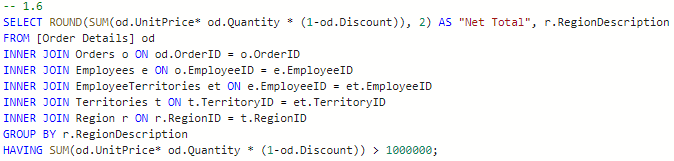 -- 1.6
SELECT ROUND(SUM(od.UnitPrice* od.Quantity * (1-od.Discount)), 2) AS "Net Total", r.RegionDescription
FROM [Order Details] od
INNER JOIN Orders o ON od.OrderID = o.OrderID
INNER JOIN Employees e ON o.EmployeeID = e.EmployeeID
INNER JOIN EmployeeTerritories et ON e.EmployeeID = et.EmployeeID
INNER JOIN Territories t ON t.TerritoryID = et.TerritoryID
INNER JOIN Region r ON r.RegionID = t.RegionID
GROUP BY r.RegionDescription
HAVING SUM(od.UnitPrice* od.Quantity * (1-od.Discount)) > 1000000;